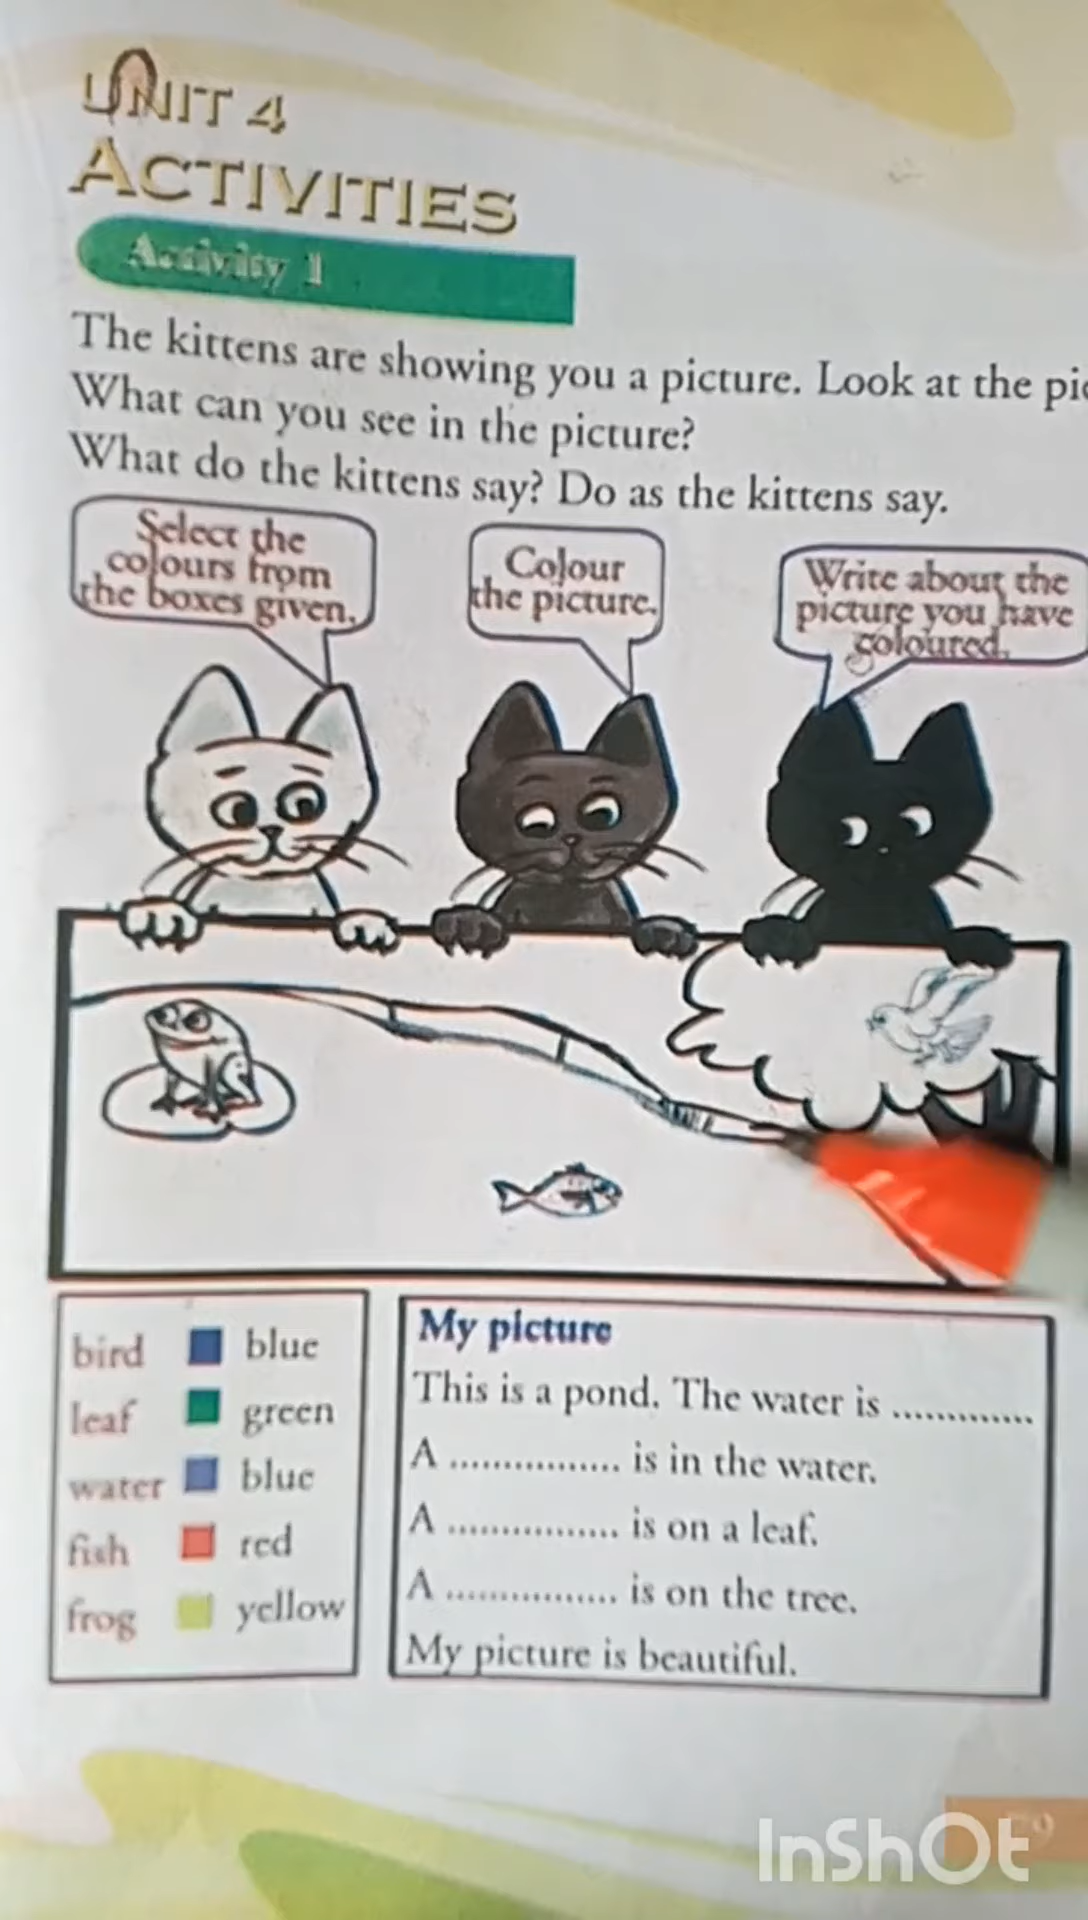 UNIT 4
ACTIVITIES
Activity 1
The kittens are showing you a picture. Look at the
What can you see in the picture?
What do the kittens say? Do as the kittens say.
Select the
colours from
the boxes given.
Colour
the picture.
Write about the
picture you have
coloured.
bird blue
leaf green
water blue
fish red
frog yellow
My picture
This is a pond. The water is .............
A ................ is in the water.
A ................ is on a leaf.
A ................ is on the tree.
My picture is beautiful.
InShOt